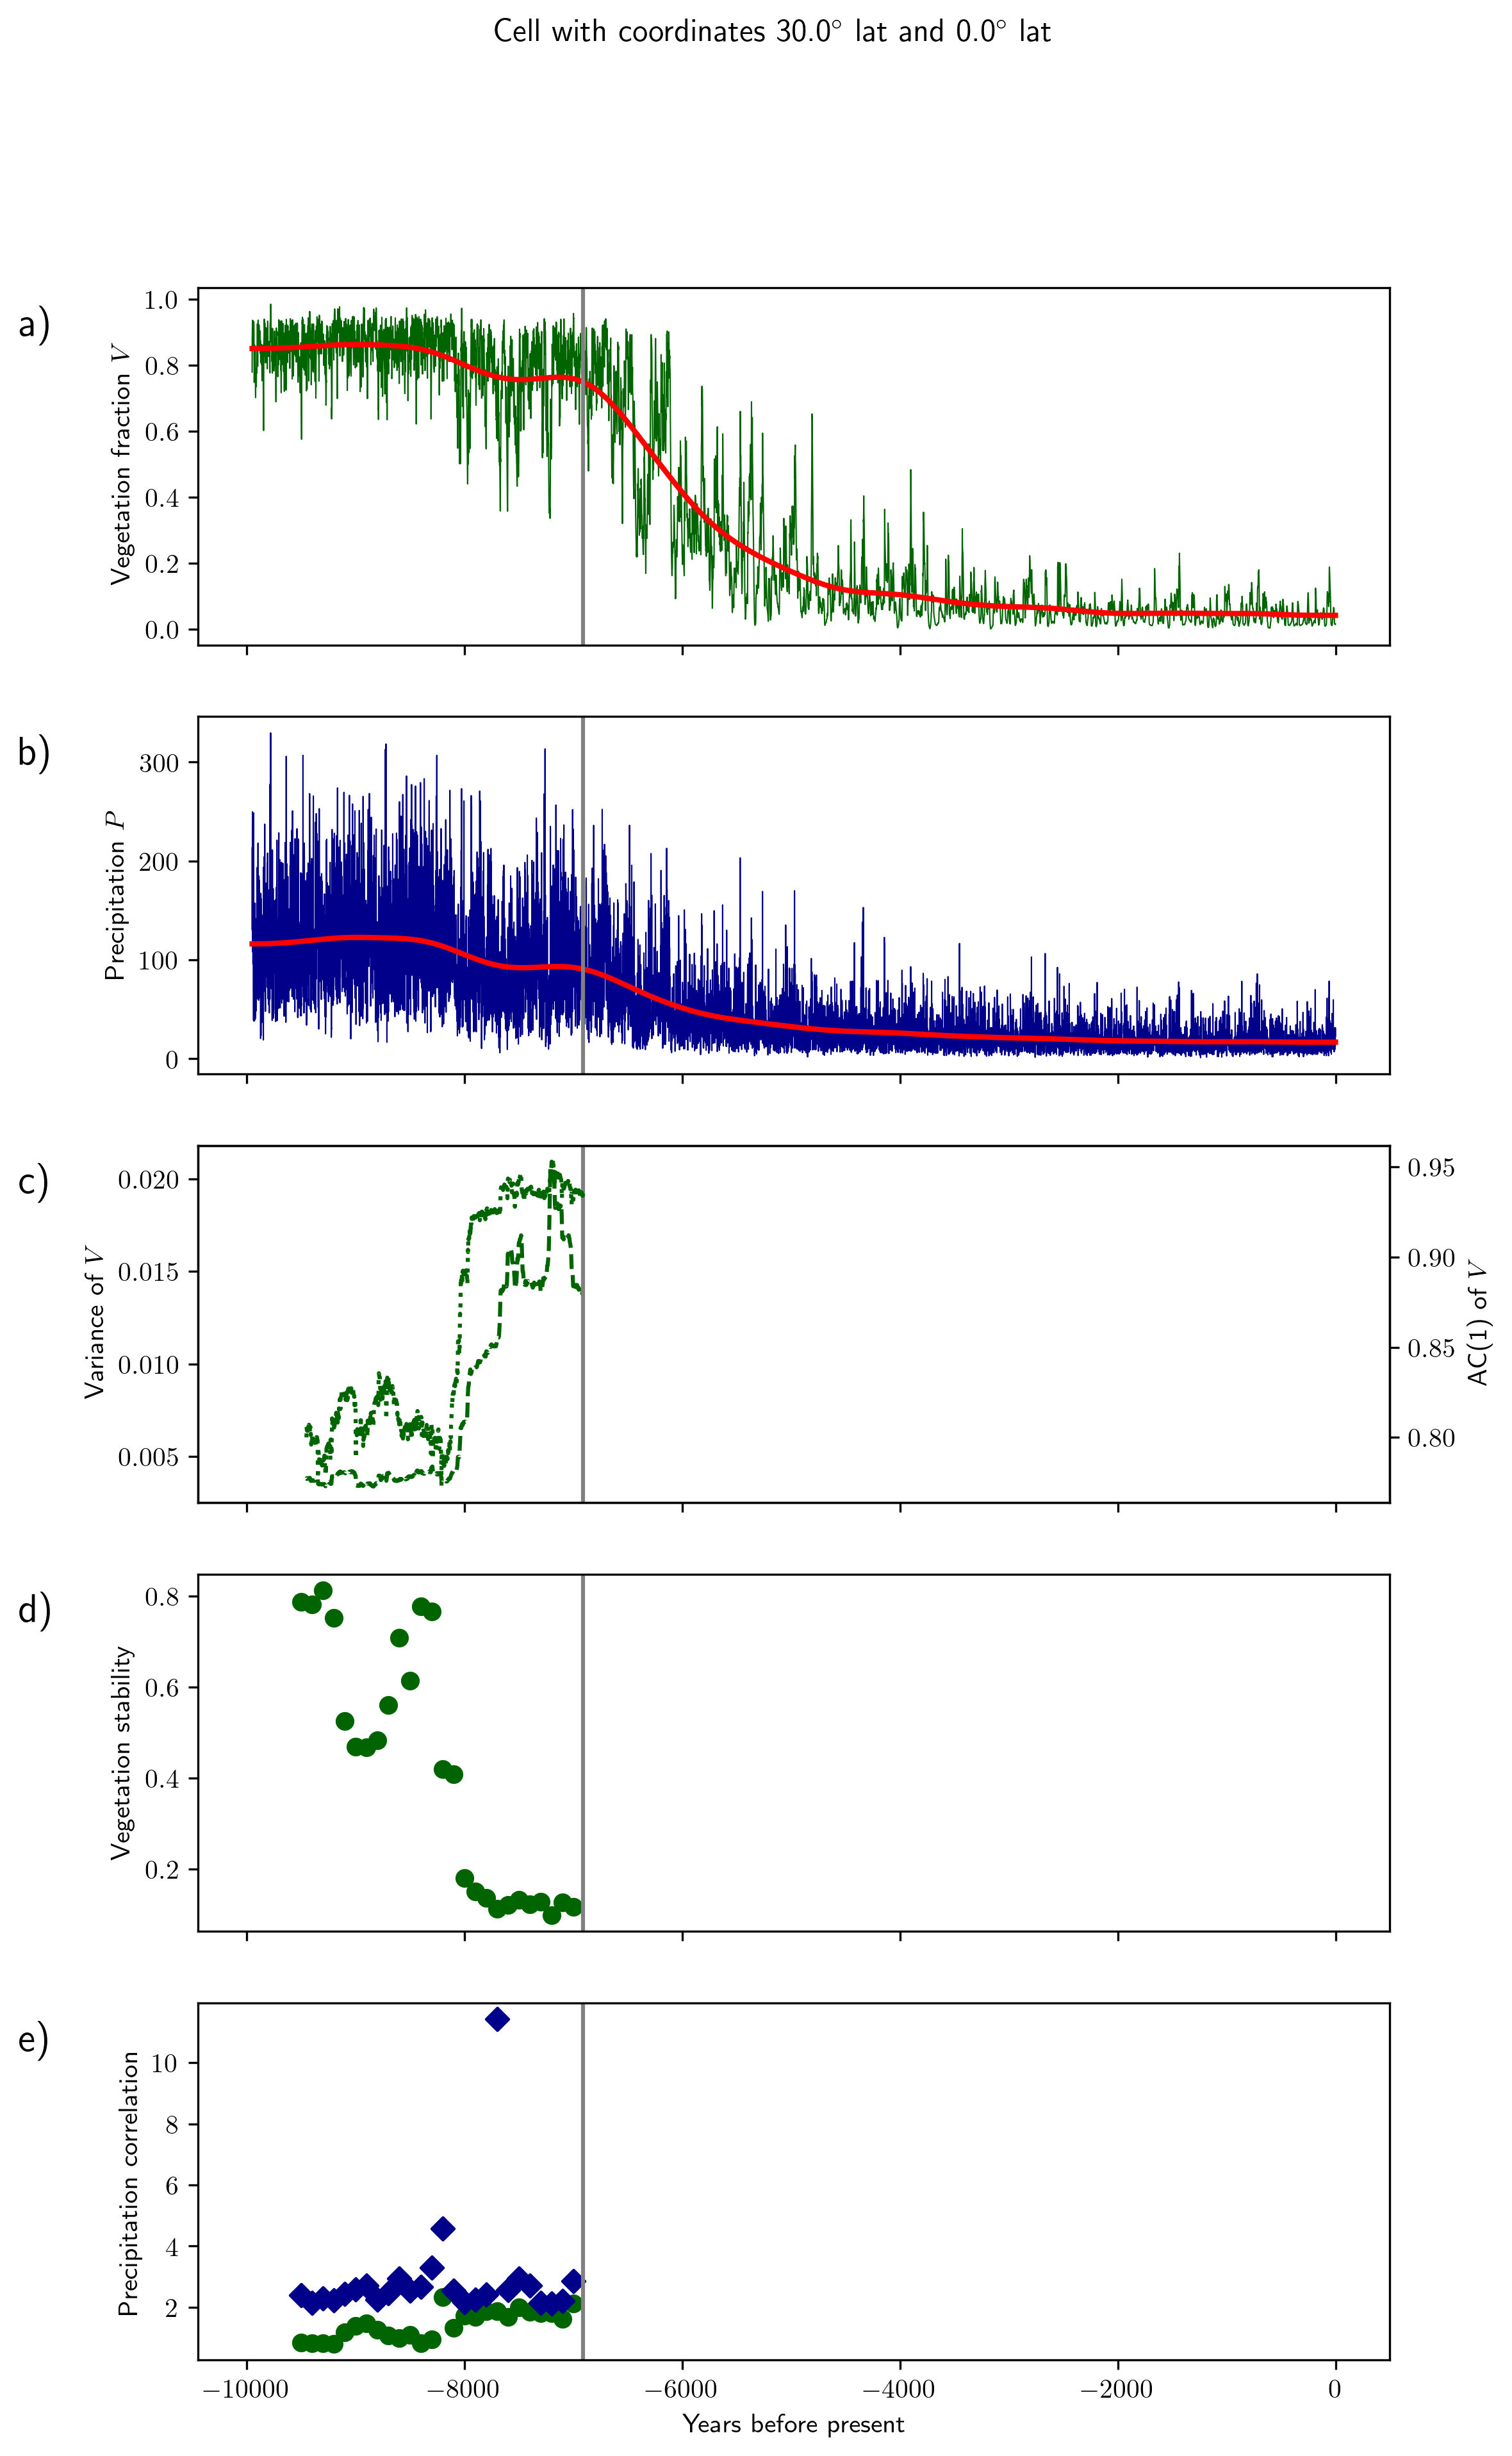 Cell with coordinates 30.0° lat and 0.0° lat
a)
Vegetation fraction V
1.0
0.8
0.6
0.4
0.2
0.0
b)
Precipitation P
300
200
100
0
c)
Variance of V
0.020
0.015
0.010
0.005
0.95
0.90
0.85
0.80
AC(1) of V
d)
Vegetation stability
0.8
0.6
0.4
0.2
e)
Precipitation correlation
10
8
6
4
2
−10000 −8000 −6000 −4000 −2000 0
Years before present